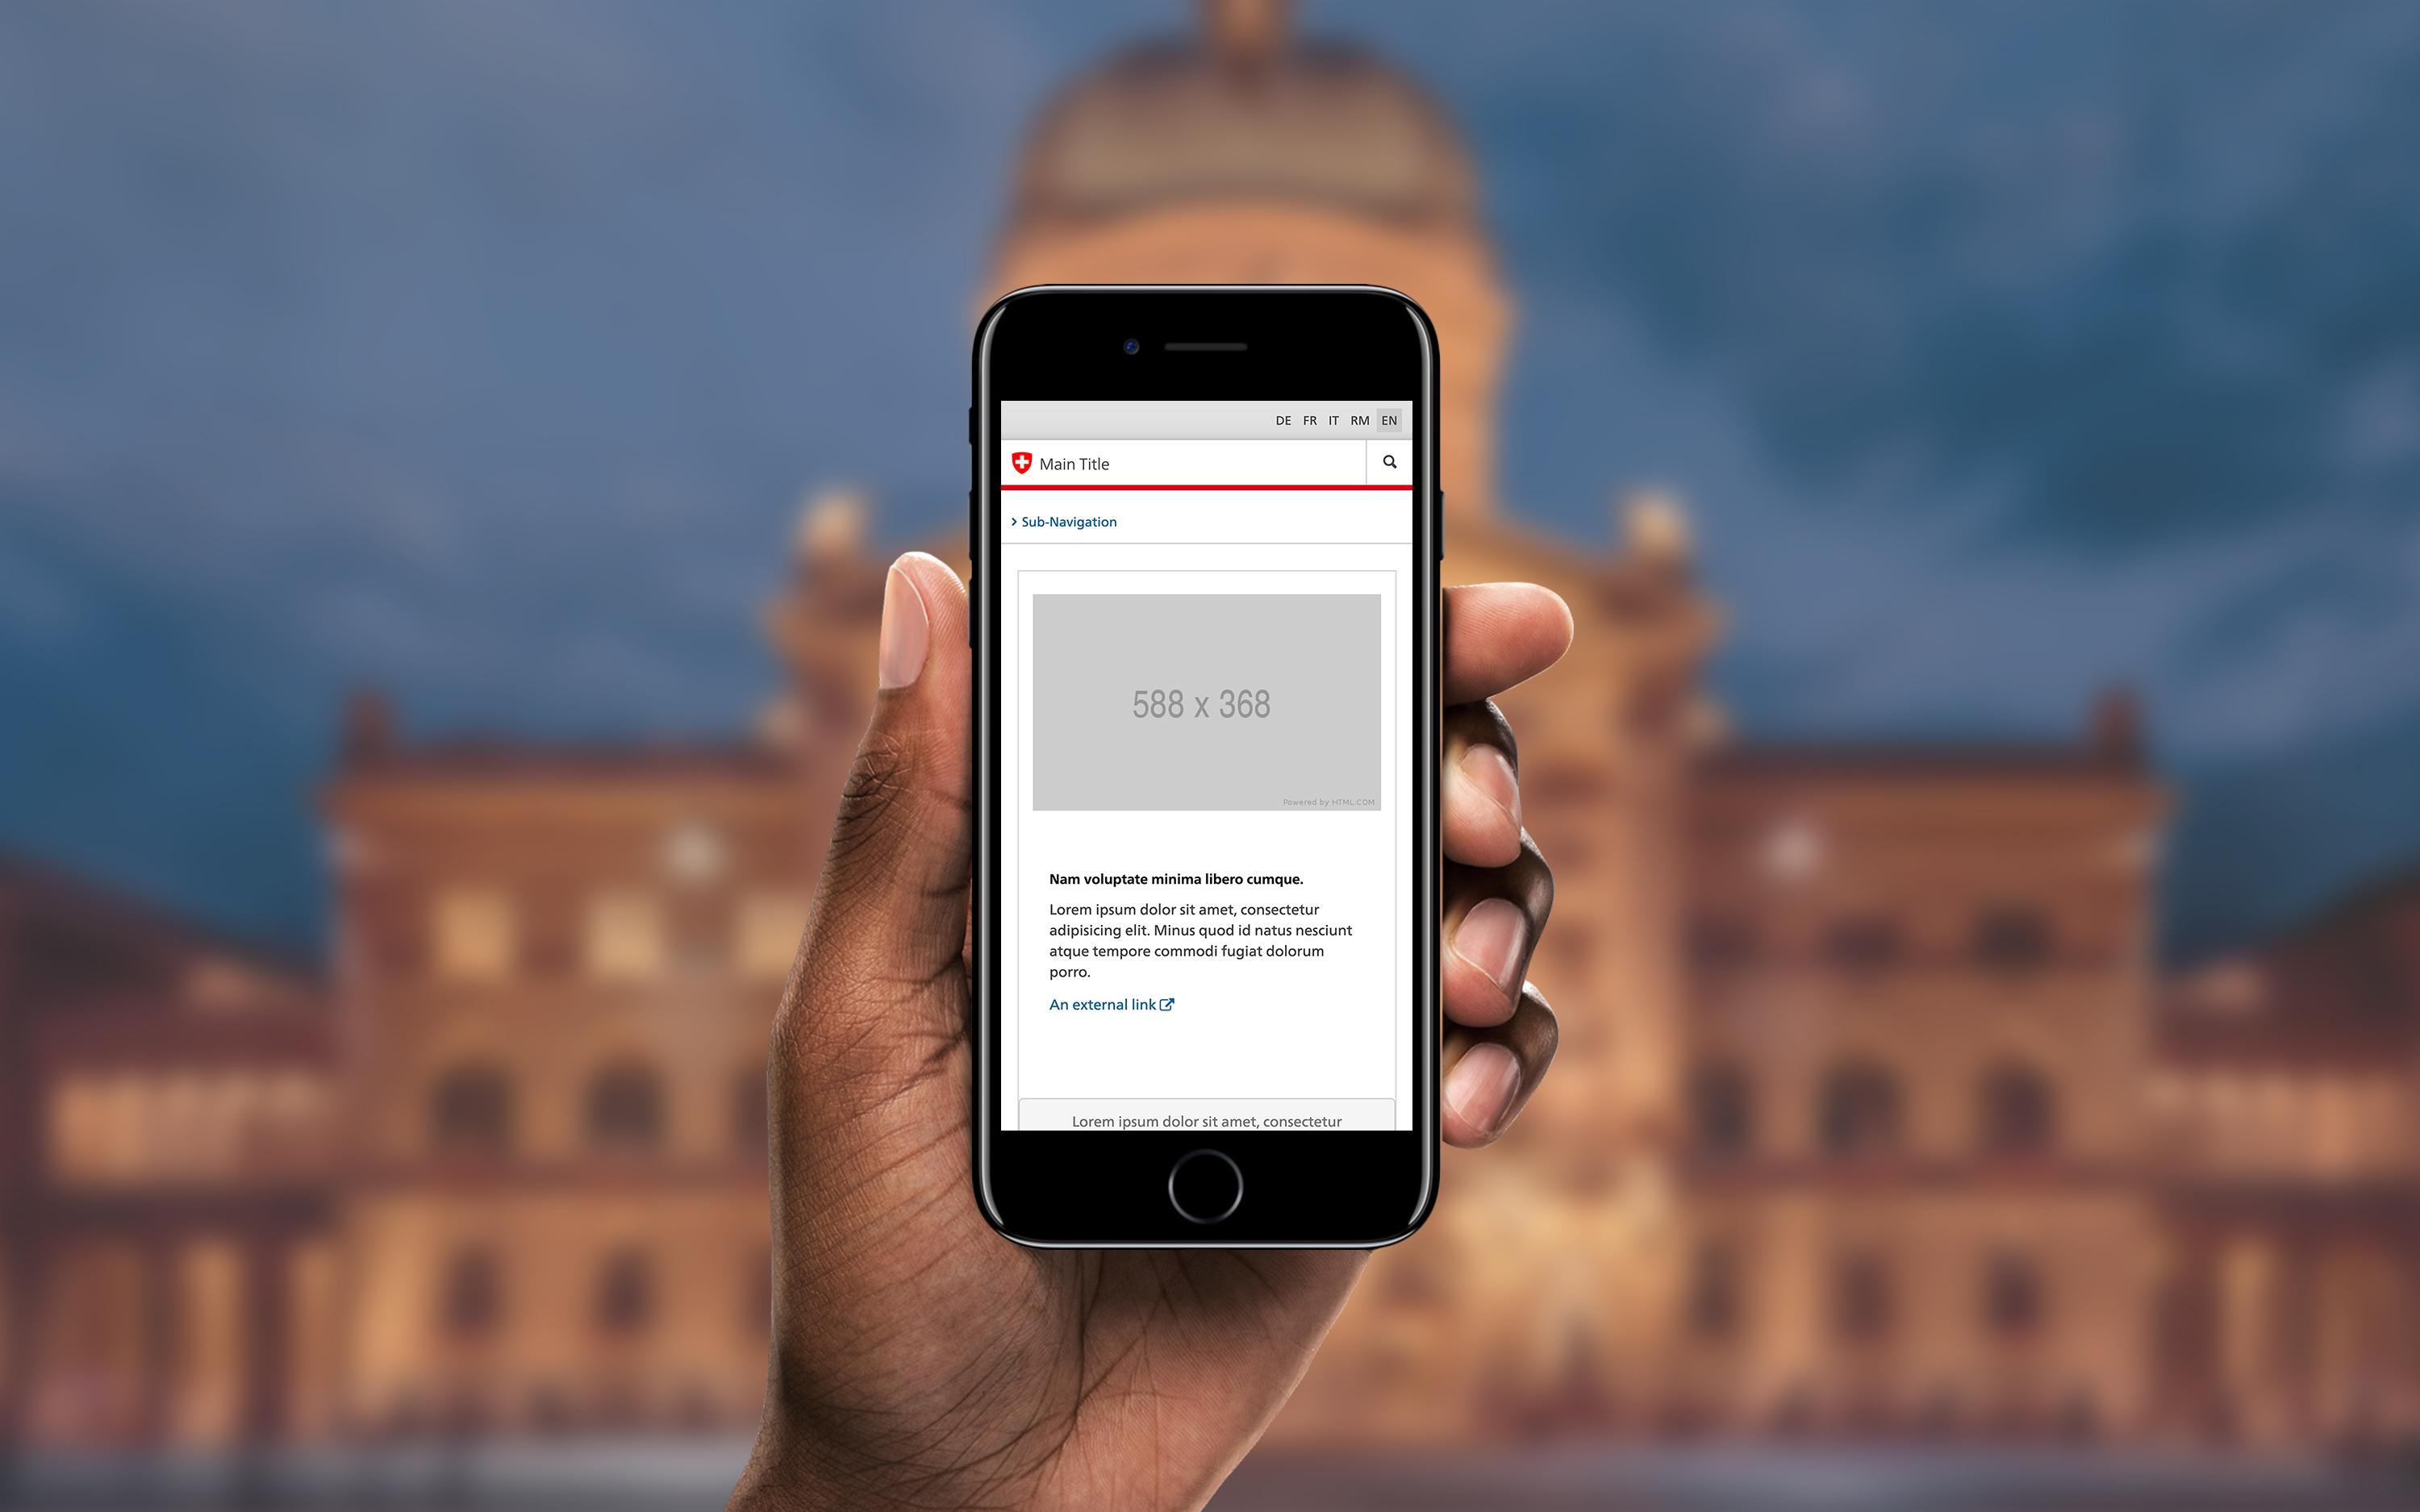 DE FR IT RM EN
Main Title
Sub-Navigation
588 x 368
Powered by HTML.COM
Nam voluptate minima libero cumque.
Lorem ipsum dolor sit amet, consectetur
adipisicing elit. Minus quod id natus nesciunt
atque tempore commodi fugiat dolorum
porro.
An external link
Lorem ipsum dolor sit amet, consectetur